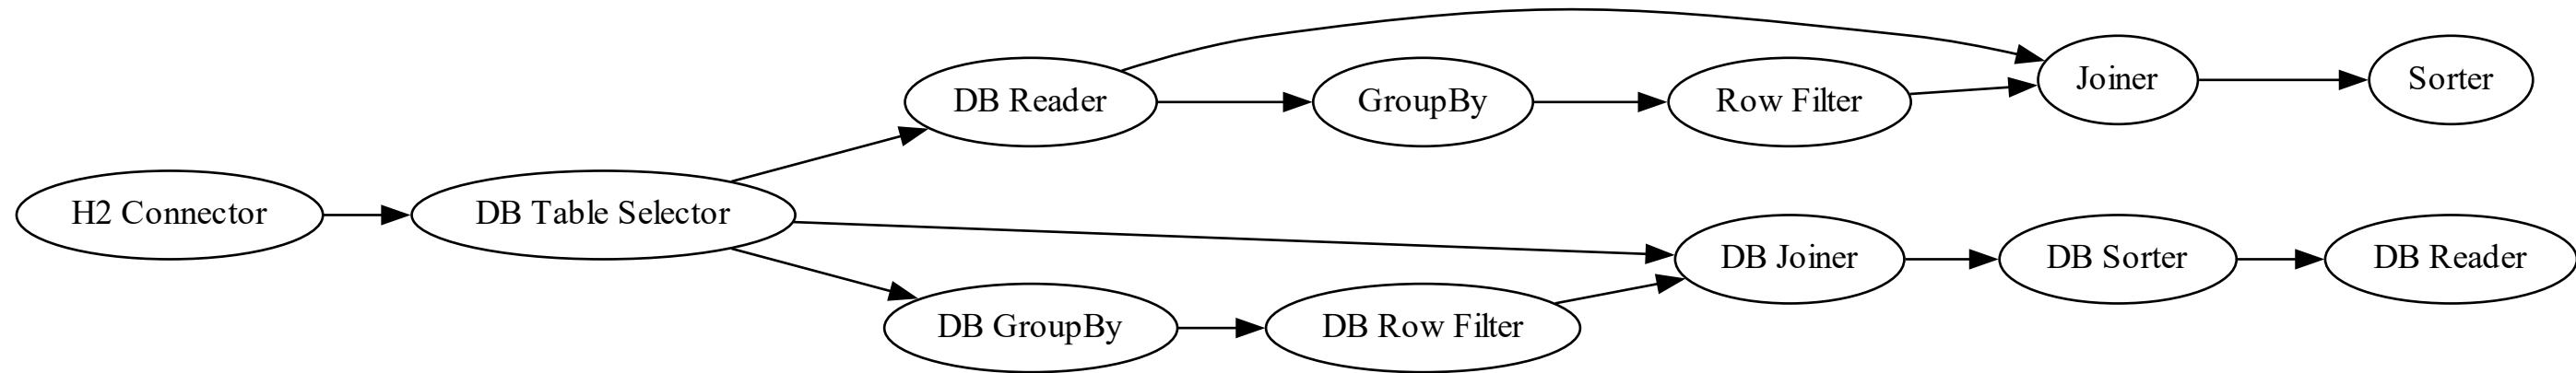 H2 Connector
DB Table Selector
DB Reader
GroupBy
Row Filter
Joiner
Sorter
DB GroupBy
DB Row Filter
DB Joiner
DB Sorter
DB Reader